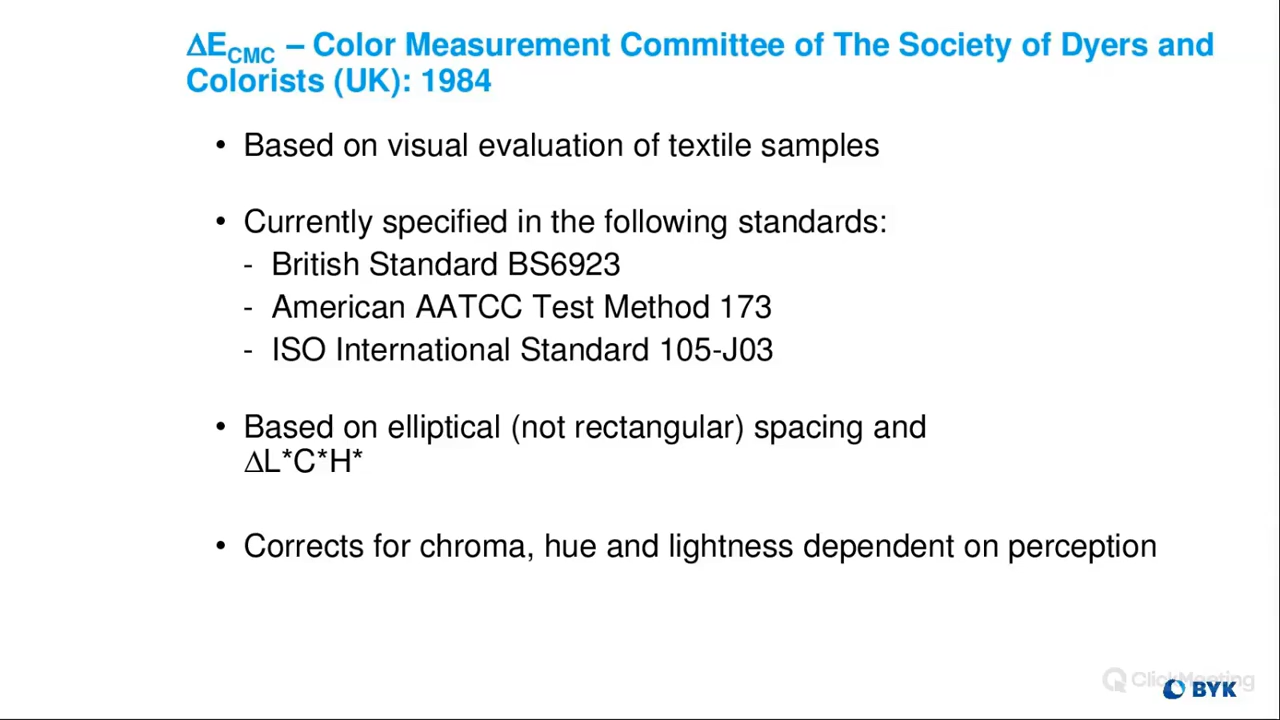 ΔECMC – Color Measurement Committee of The Society of Dyers and
Colorists (UK): 1984
• Based on visual evaluation of textile samples
• Currently specified in the following standards:
- British Standard BS6923
- American AATCC Test Method 173
- ISO International Standard 105-J03
• Based on elliptical (not rectangular) spacing and
ΔL*C*H*
• Corrects for chroma, hue and lightness dependent on perception
ClickMeeting
BYK